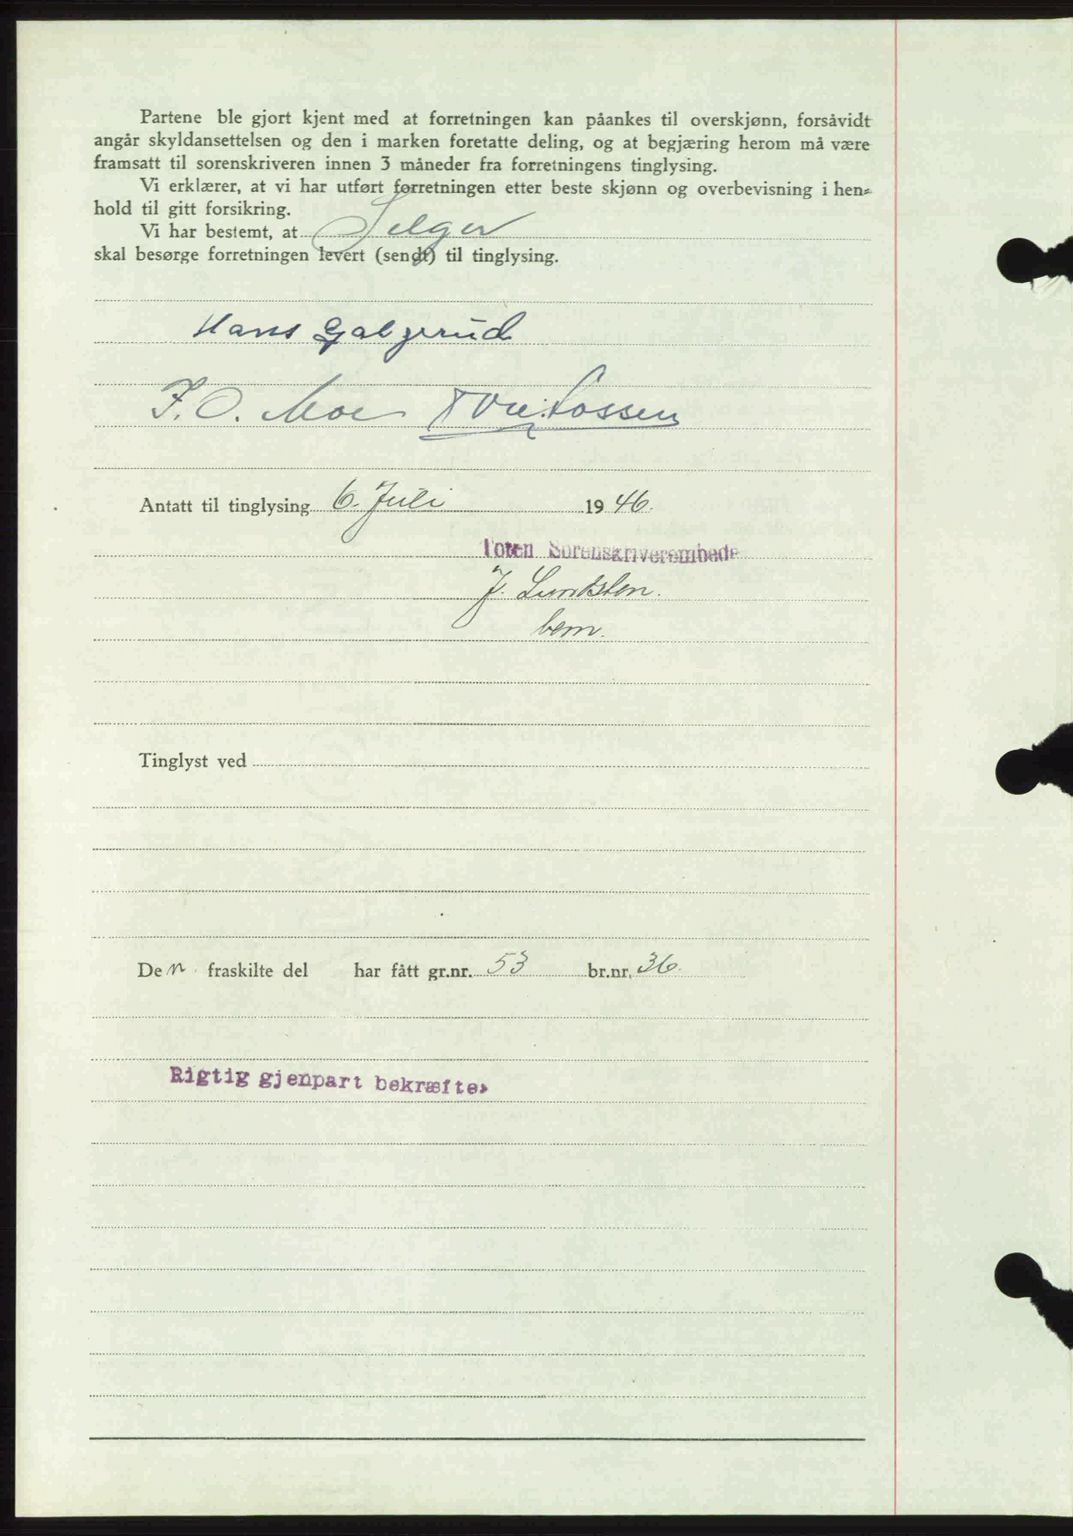 Partene ble gjort kjent med at forretningen kan påankes til overskjønn, forsåvidt
angår skyldansettelsen og den i marken foretatte deling, og at begjæring herom må være
framsatt til sorenskriveren innen 3 måneder fra forretningens tinglysing.
Vi erklærer, at vi har utført forretningen etter beste skjønn og overbevisning i hen-
hold til gitt forsikring.
Vi har bestemt, at Selger
skal besørge forretningen levert (sendt) til tinglysing.
Hans
F. O. Moe
Antatt til tinglysing 6. Juli 1946.
Toten Sorenskriverembede
J.
bem.
Tinglyst ved
Den fraskilte del har fått gr.nr. 53 br.nr. 36.
Rigtig gjenpart bekræftes